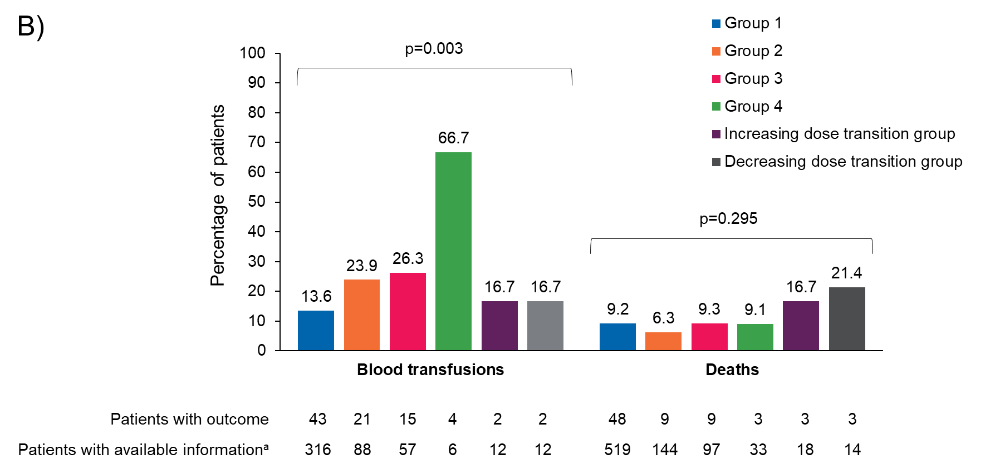 B)
Group 1
Group 2
Group 3
Group 4
Increasing dose transition group
Decreasing dose transition group
p=0.003
p=0.295
Percentage of patients
100
90
80
70
60
50
40
30
20
10
0
13.6
23.9
26.3
66.7
16.7
16.7
9.2
6.3
9.3
9.1
16.7
21.4
Blood transfusions
Deaths
Patients with outcome 43 21 15 4 2 2 48 9 9 3 3 3
Patients with available informationᵃ 316 88 57 6 12 12 519 144 97 33 18 14